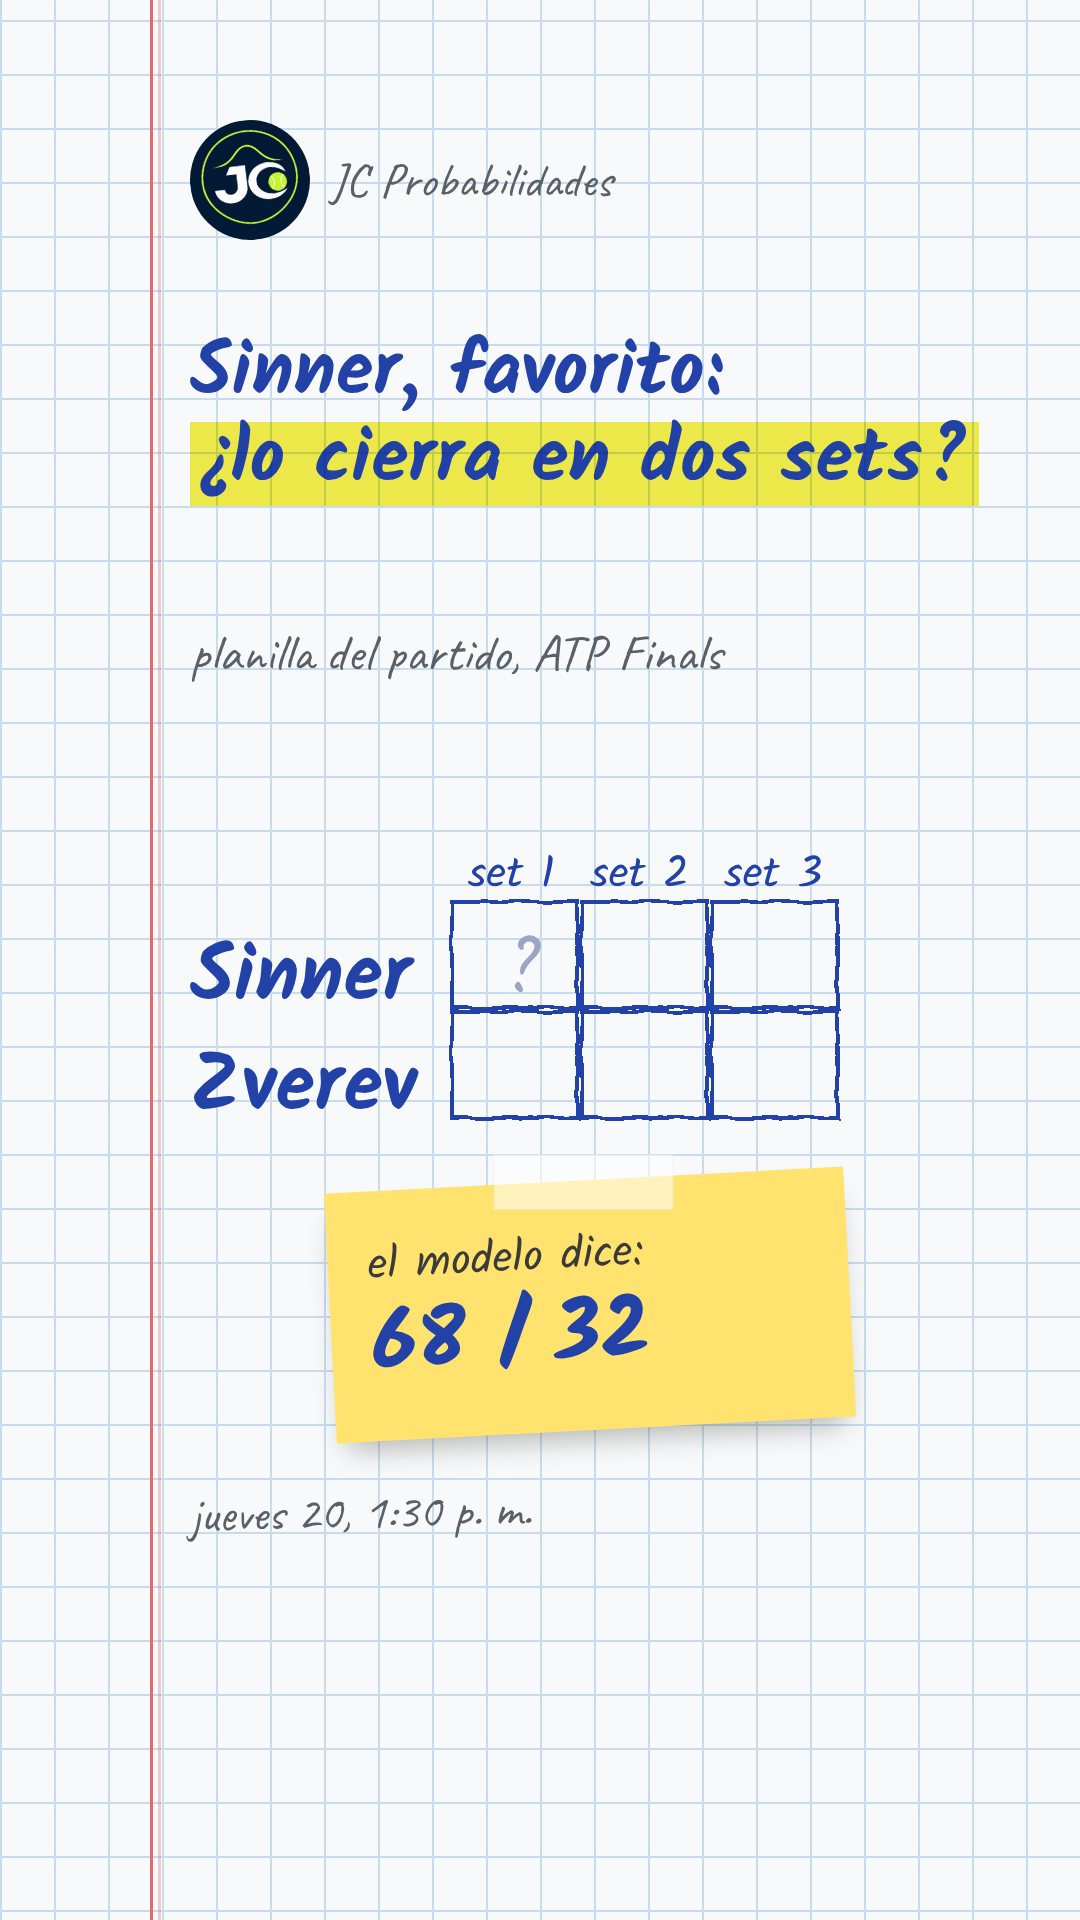 JC
JC Probabilidades
Sinner, favorito:
¿lo cierra en dos sets?
planilla del partido, ATP Finals
set 1 set 2 set 3
Sinner ?
Zverev
el modelo dice:
68 / 32
jueves 20, 1:30 p. m.